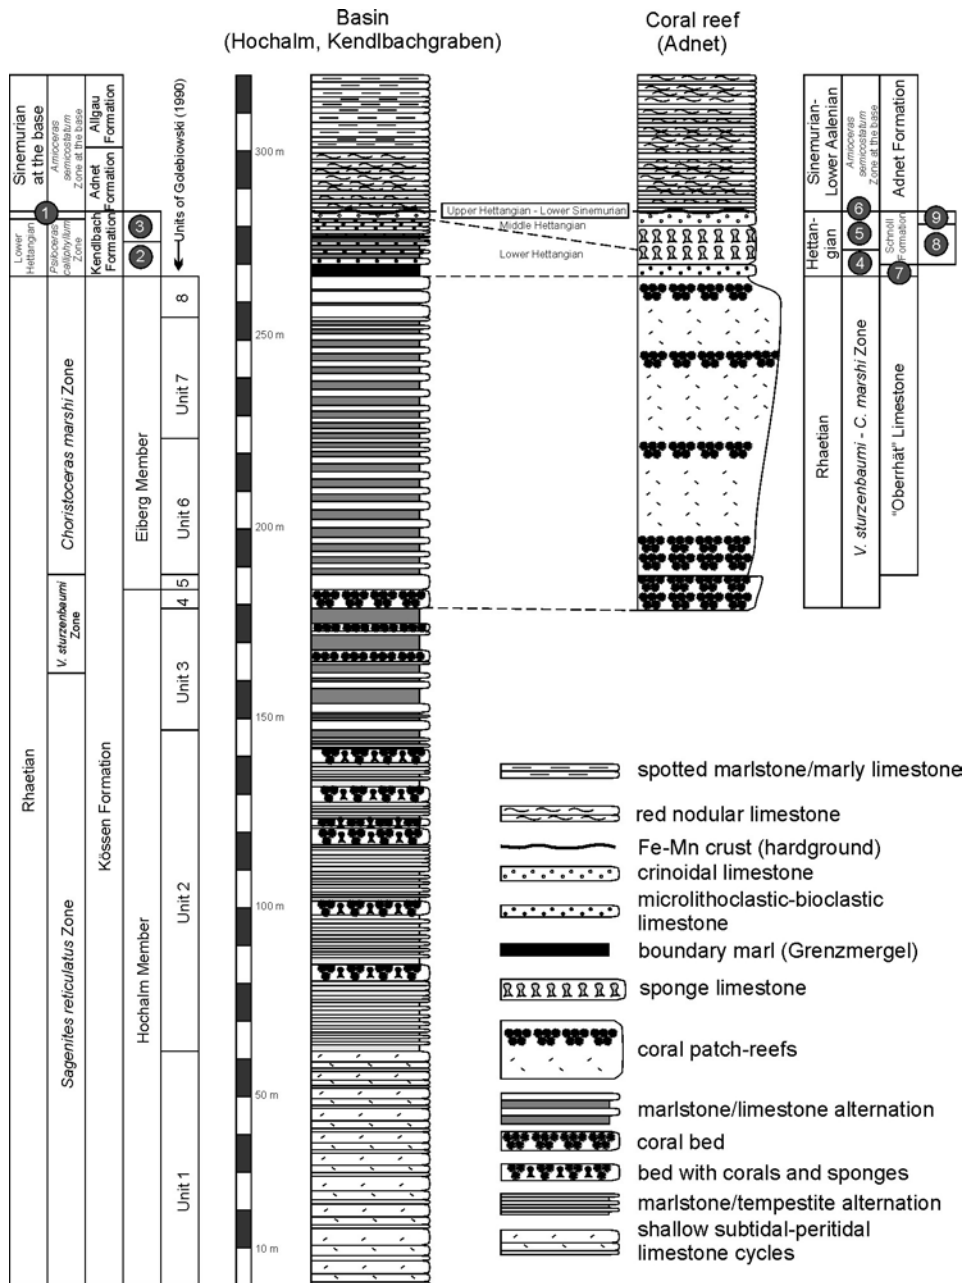 Basin
(Hochalm, Kendlbachgraben)
Coral reef
(Adnet)
Sinemurian
at the base
Amioceras
semicostatum
Zone at the base
Adnet
Formation
Allgau
Formation
Units of Golebiowski (1990)
1
Lower
Hettangian
Psiloceras
calliphyllum
Zone
Kendlbach
Formation
3
2
8
Choristoceras marshi Zone
Eiberg Member
Unit 7
Unit 6
5
4
V. sturzenbaumi
Zone
Unit 3
Rhaetian
Sagenites reticulatus Zone
Kössen Formation
Hochalm Member
Unit 2
Unit 1
300 m
250 m
200 m
150 m
100 m
50 m
10 m
Upper Hettangian - Lower Sinemurian
Middle Hettangian
Lower Hettangian
Sinemurian-
Lower Aalenian
Amioceras
semicostatum
Zone at the base
Adnet Formation
6
9
Hettan-
gian
5
4
Schnöll
Formation
8
7
Rhaetian
V. sturzenbaumi - C. marshi Zone
"Oberrhät" Limestone
spotted marlstone/marly limestone
red nodular limestone
Fe-Mn crust (hardground)
crinoidal limestone
microlithoclastic-bioclastic
limestone
boundary marl (Grenzmergel)
sponge limestone
coral patch-reefs
marlstone/limestone alternation
coral bed
bed with corals and sponges
marlstone/tempestite alternation
shallow subtidal-peritidal
limestone cycles